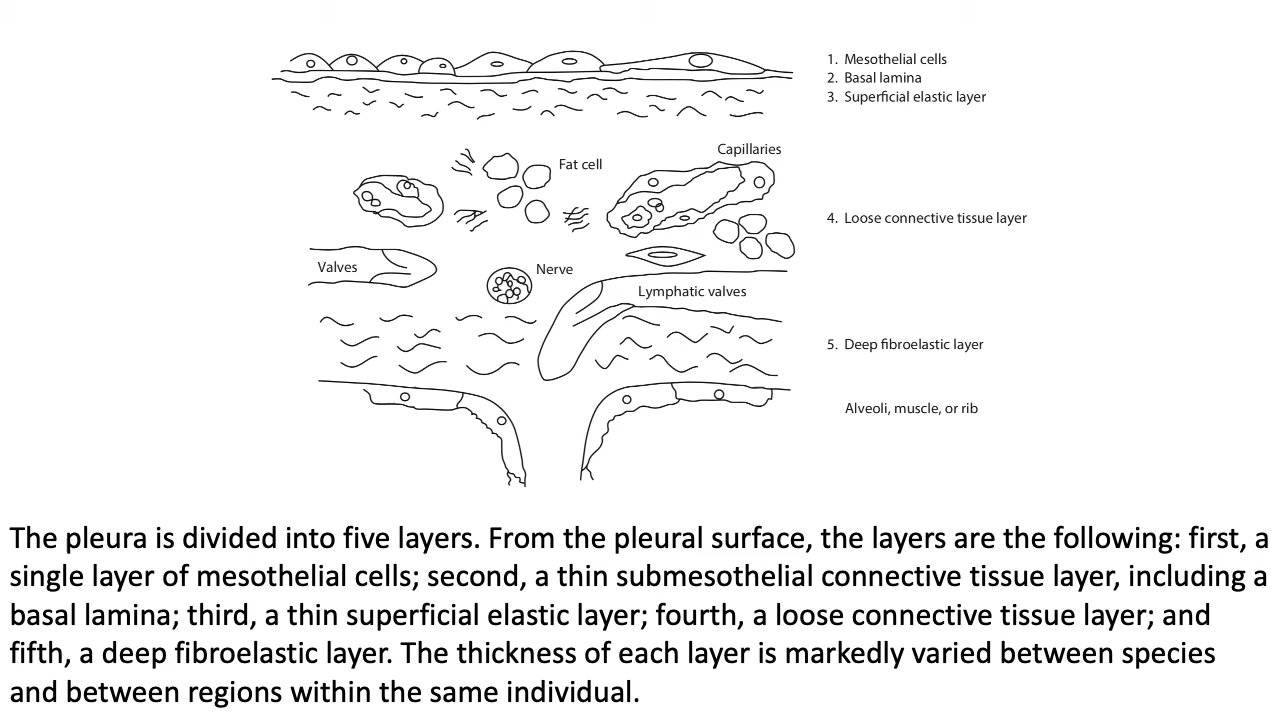 1. Mesothelial cells
2. Basal lamina
3. Superficial elastic layer
Capillaries
Fat cell
4. Loose connective tissue layer
Valves
Nerve
Lymphatic valves
5. Deep fibroelastic layer
Alveoli, muscle, or rib
The pleura is divided into five layers. From the pleural surface, the layers are the following: first, a
single layer of mesothelial cells; second, a thin submesothelial connective tissue layer, including a
basal lamina; third, a thin superficial elastic layer; fourth, a loose connective tissue layer; and
fifth, a deep fibroelastic layer. The thickness of each layer is markedly varied between species
and between regions within the same individual.